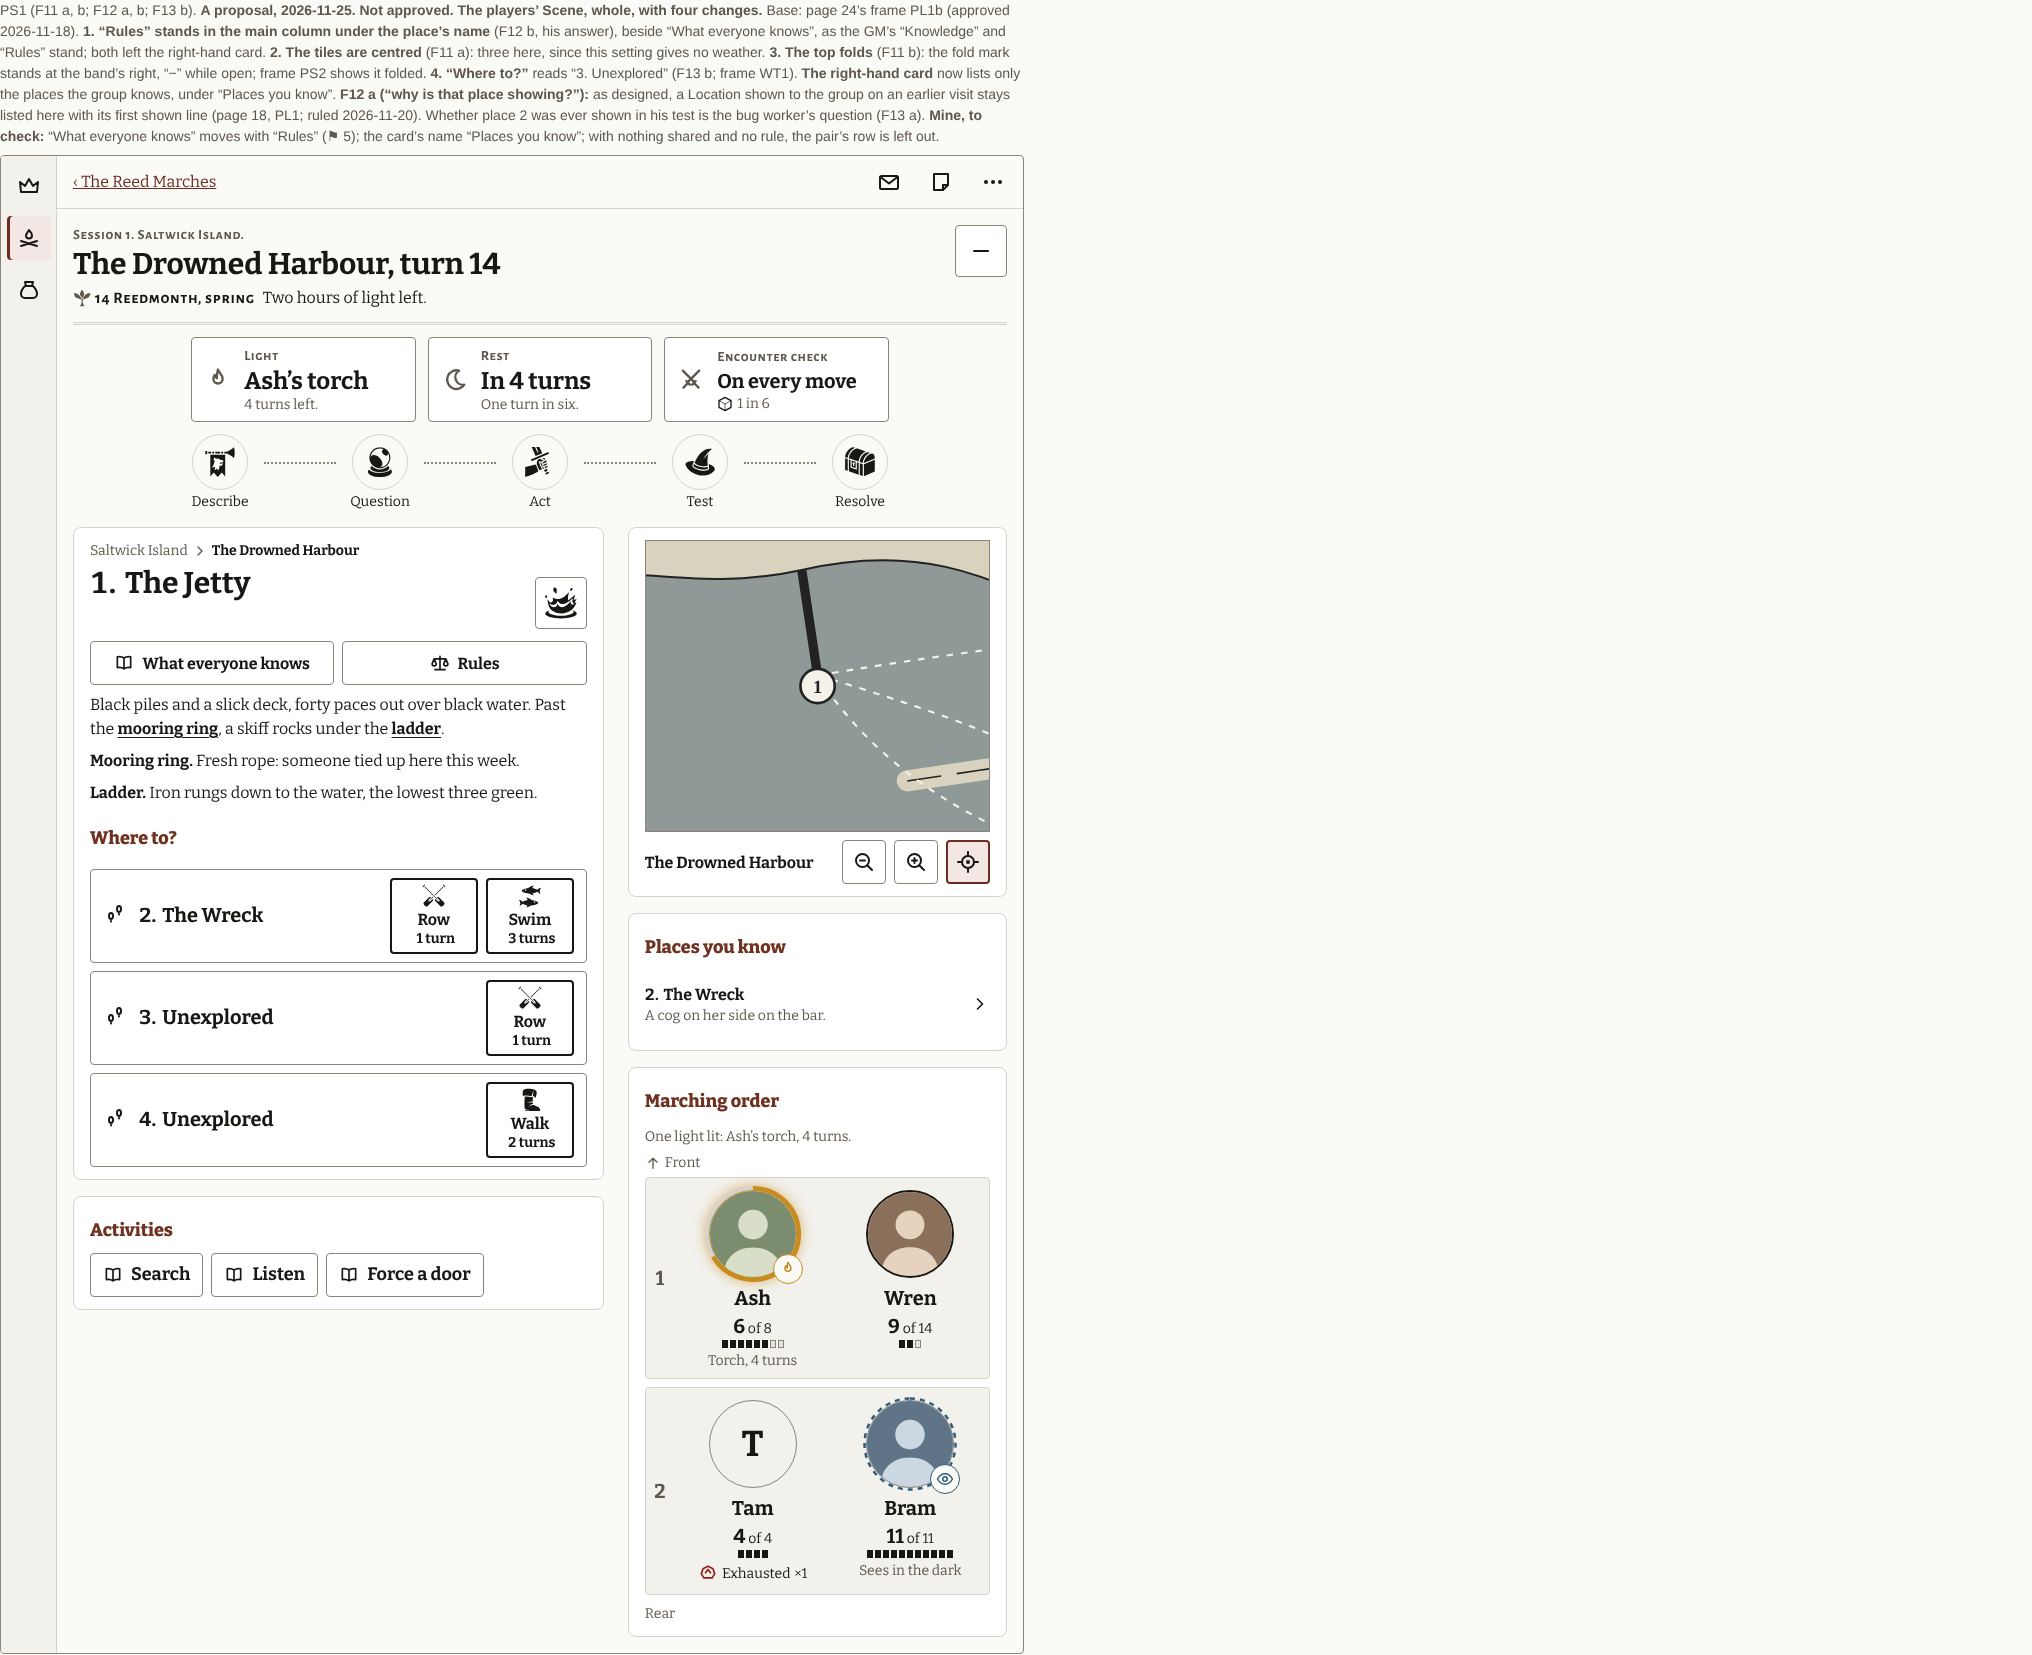 PS1 (F11 a, b; F12 a, b; F13 b). A proposal, 2026-11-25. Not approved. The players’ Scene, whole, with four changes. Base: page 24’s frame PL1b (approved
2026-11-18). 1. “Rules” stands in the main column under the place’s name (F12 b, his answer), beside “What everyone knows”, as the GM’s “Knowledge” and
“Rules” stand; both left the right-hand card. 2. The tiles are centred (F11 a): three here, since this setting gives no weather. 3. The top folds (F11 b): the fold mark
stands at the band’s right, “−” while open; frame PS2 shows it folded. 4. “Where to?” reads “3. Unexplored” (F13 b; frame WT1). The right-hand card now lists only
the places the group knows, under “Places you know”. F12 a (“why is that place showing?”): as designed, a Location shown to the group on an earlier visit stays
listed here with its first shown line (page 18, PL1; ruled 2026-11-20). Whether place 2 was ever shown in his test is the bug worker’s question (F13 a). Mine, to
check: “What everyone knows” moves with “Rules” (⚑ 5); the card’s name “Places you know”; with nothing shared and no rule, the pair’s row is left out.
‹ The Reed Marches
Session 1. Saltwick Island.
The Drowned Harbour, turn 14
14 Reedmonth, spring Two hours of light left.
Light
Ash’s torch
4 turns left.
Rest
In 4 turns
One turn in six.
Encounter check
On every move
1 in 6
Describe
Question
Act
Test
Resolve
Saltwick Island > The Drowned Harbour
1. The Jetty
What everyone knows
Rules
Black piles and a slick deck, forty paces out over black water. Past
the mooring ring, a skiff rocks under the ladder.
Mooring ring. Fresh rope: someone tied up here this week.
Ladder. Iron rungs down to the water, the lowest three green.
Where to?
2. The Wreck
Row
1 turn
Swim
3 turns
3. Unexplored
Row
1 turn
4. Unexplored
Walk
2 turns
Activities
Search
Listen
Force a door
1
The Drowned Harbour
Places you know
2. The Wreck
A cog on her side on the bar.
Marching order
One light lit: Ash’s torch, 4 turns.
↑ Front
1
Ash
6 of 8
Torch, 4 turns
Wren
9 of 14
2
T
Tam
4 of 4
Exhausted ×1
Bram
11 of 11
Sees in the dark
Rear